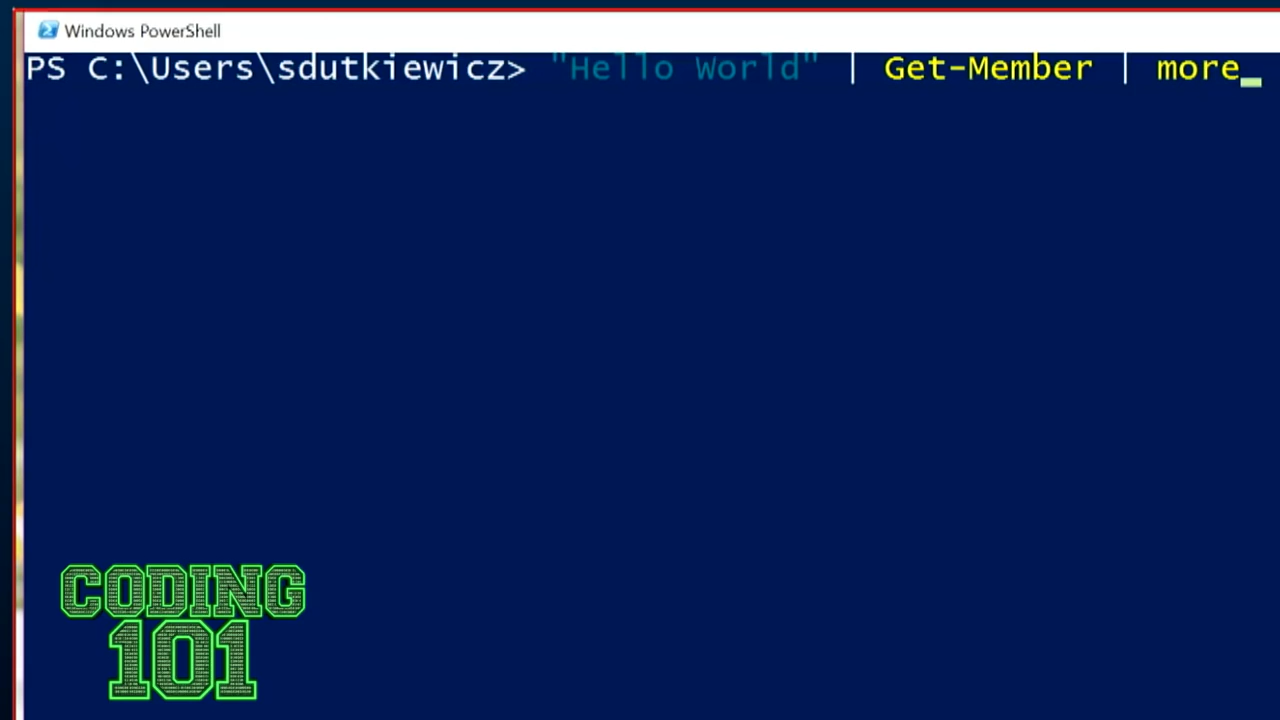 Windows PowerShell
PS C:\Users\sdutkiewicz> "Hello World" | Get-Member | more
CODING
101